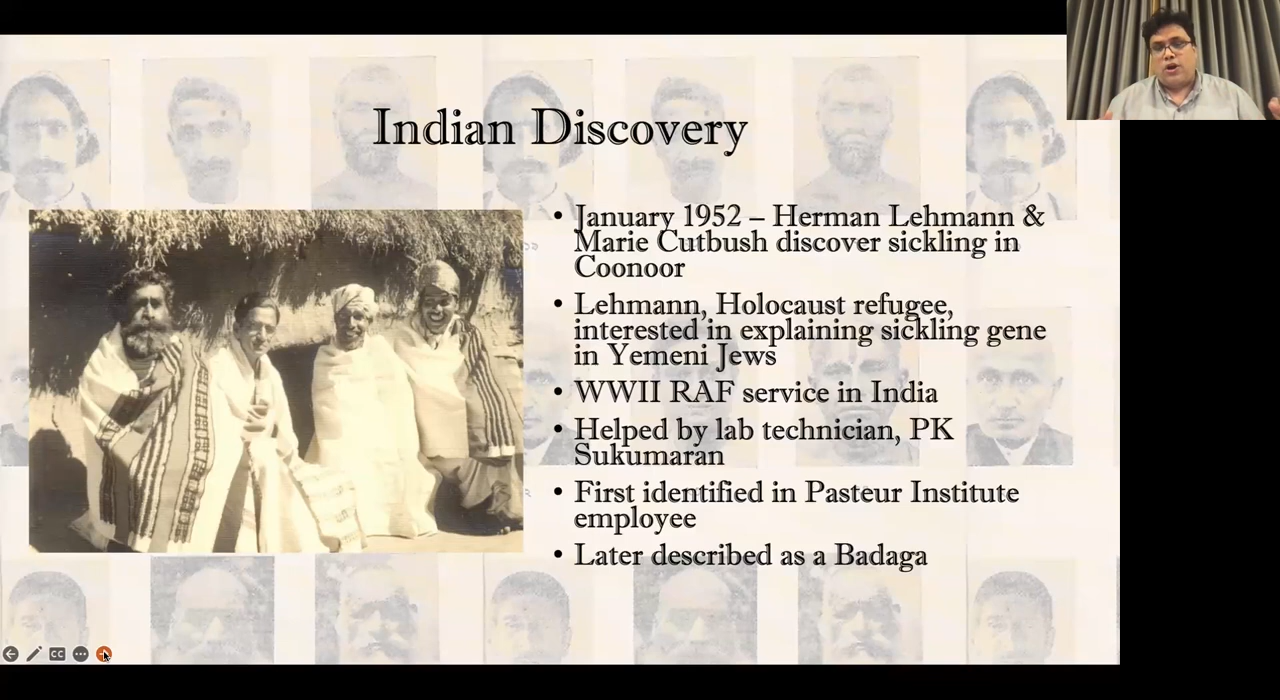 Indian Discovery
• January 1952 – Herman Lehmann &
Marie Cutbush discover sickling in
Coonoor
• Lehmann, Holocaust refugee,
interested in explaining sickling gene
in Yemeni Jews
• WWII RAF service in India
• Helped by lab technician, PK
Sukumaran
• First identified in Pasteur Institute
employee
• Later described as a Badaga
CC